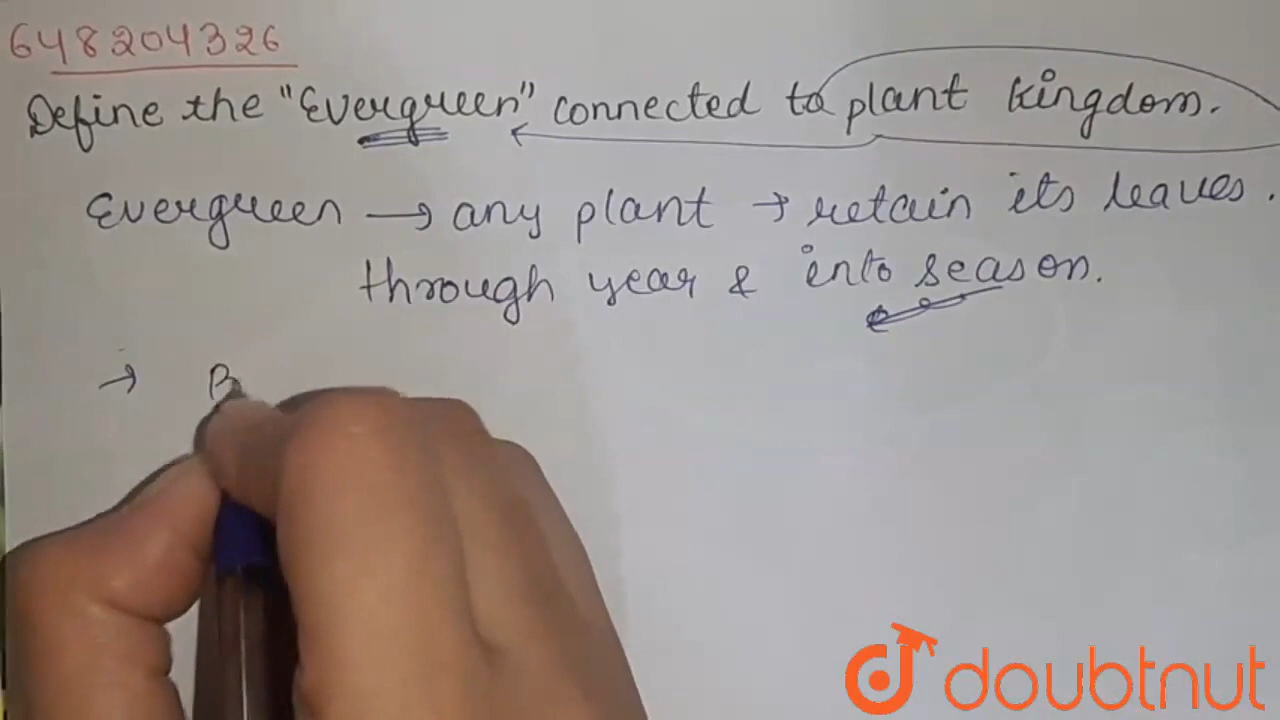 648204326
Define the "Evergreen" connected to plant kingdom.
Evergreen → any plant → retain its leaves.
through year & into season.
→ B
doubtnut